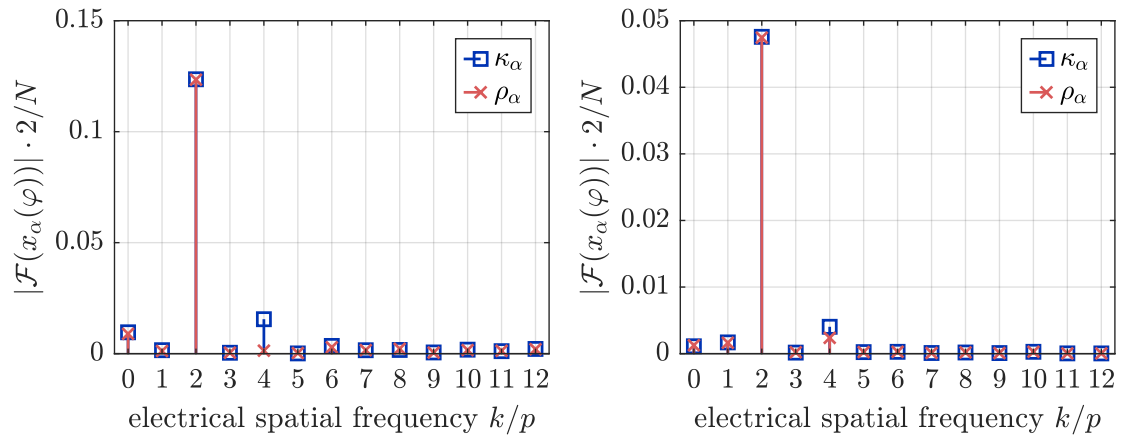 0.15
0.1
0.05
0
|ℱ(x_α(φ))| · 2/N
κ_α
ρ_α
0 1 2 3 4 5 6 7 8 9 10 11 12
electrical spatial frequency k/p
0.05
0.04
0.03
0.02
0.01
0
|ℱ(x_α(φ))| · 2/N
κ_α
ρ_α
0 1 2 3 4 5 6 7 8 9 10 11 12
electrical spatial frequency k/p